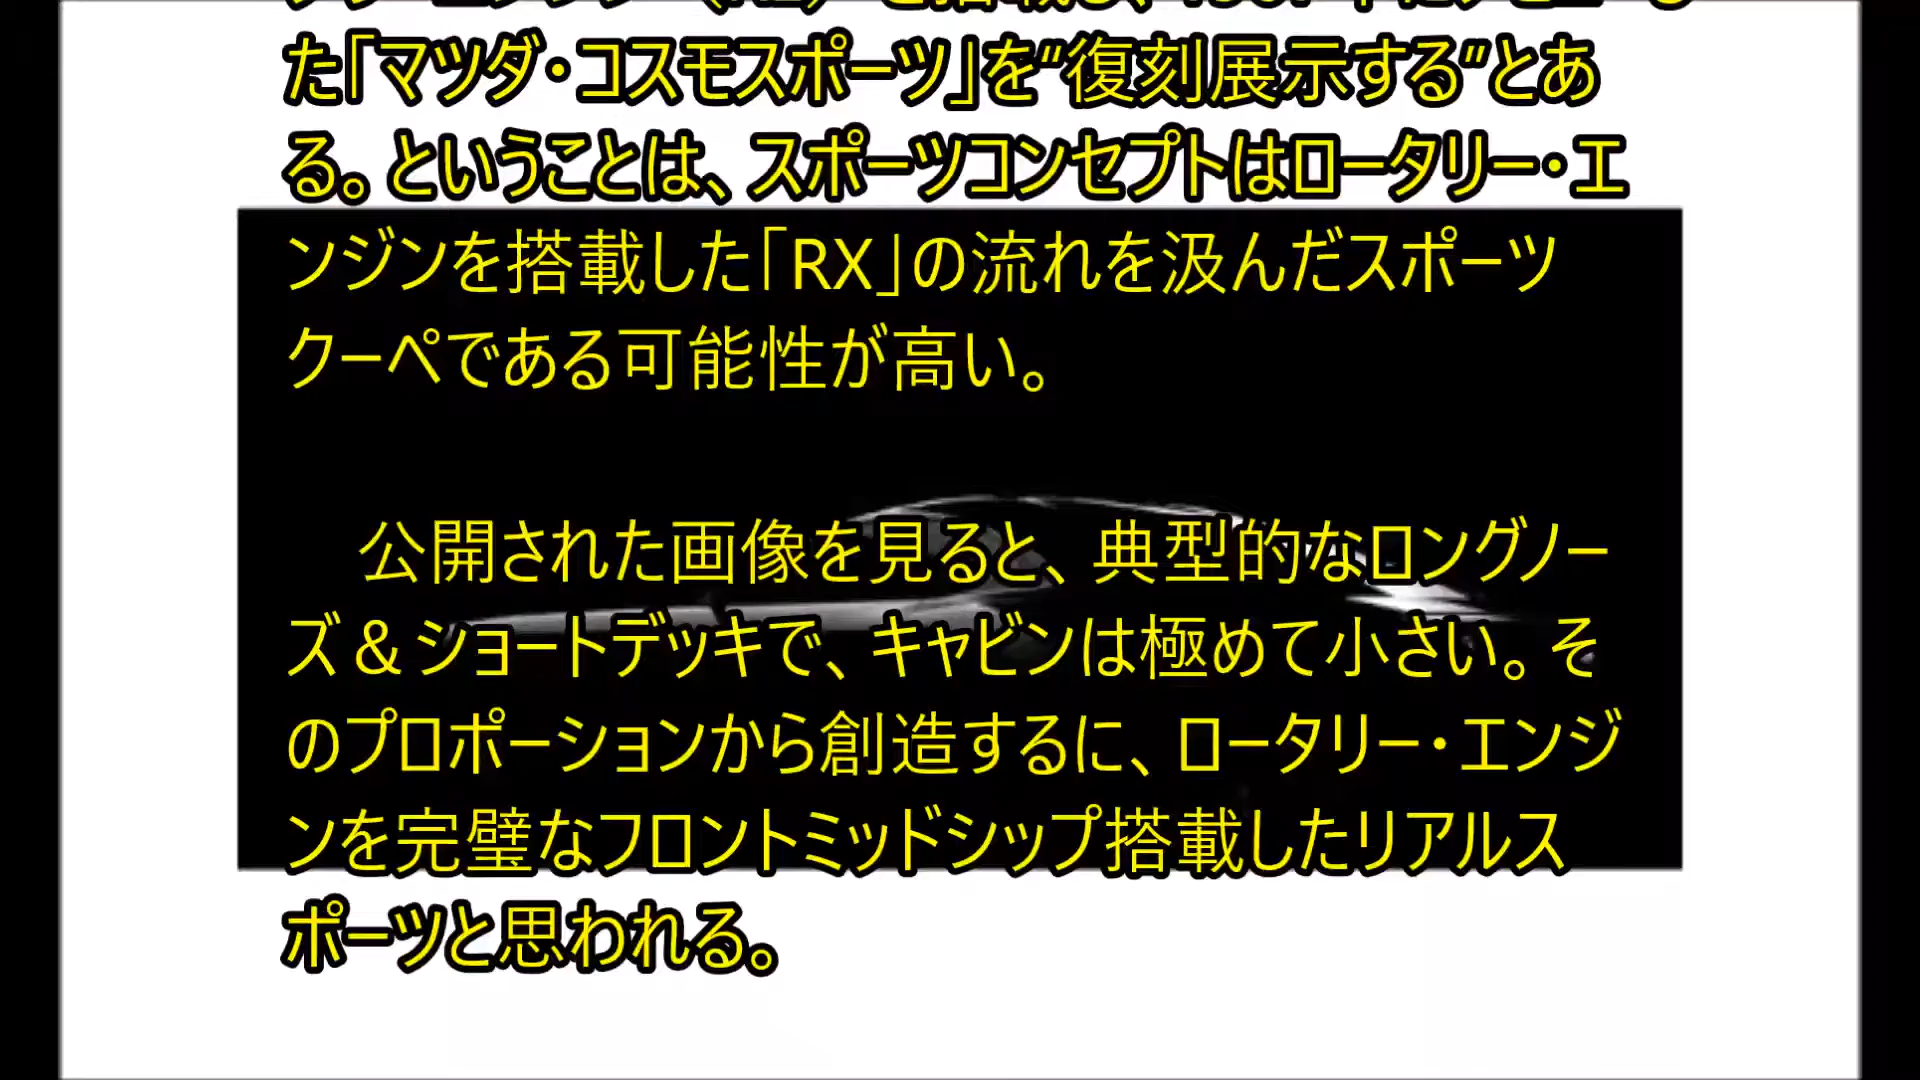 た「マツダ・コスモスポーツ」を”復刻展示する”とあ
る。ということは、スポーツコンセプトはロータリー・エ
ンジンを搭載した「RX」の流れを汲んだスポーツ
クーペである可能性が高い。
公開された画像を見ると、典型的なロングノー
ズ＆ショートデッキで、キャビンは極めて小さい。そ
のプロポーションから創造するに、ロータリー・エンジ
ンを完璧なフロントミッドシップ搭載したリアルス
ポーツと思われる。